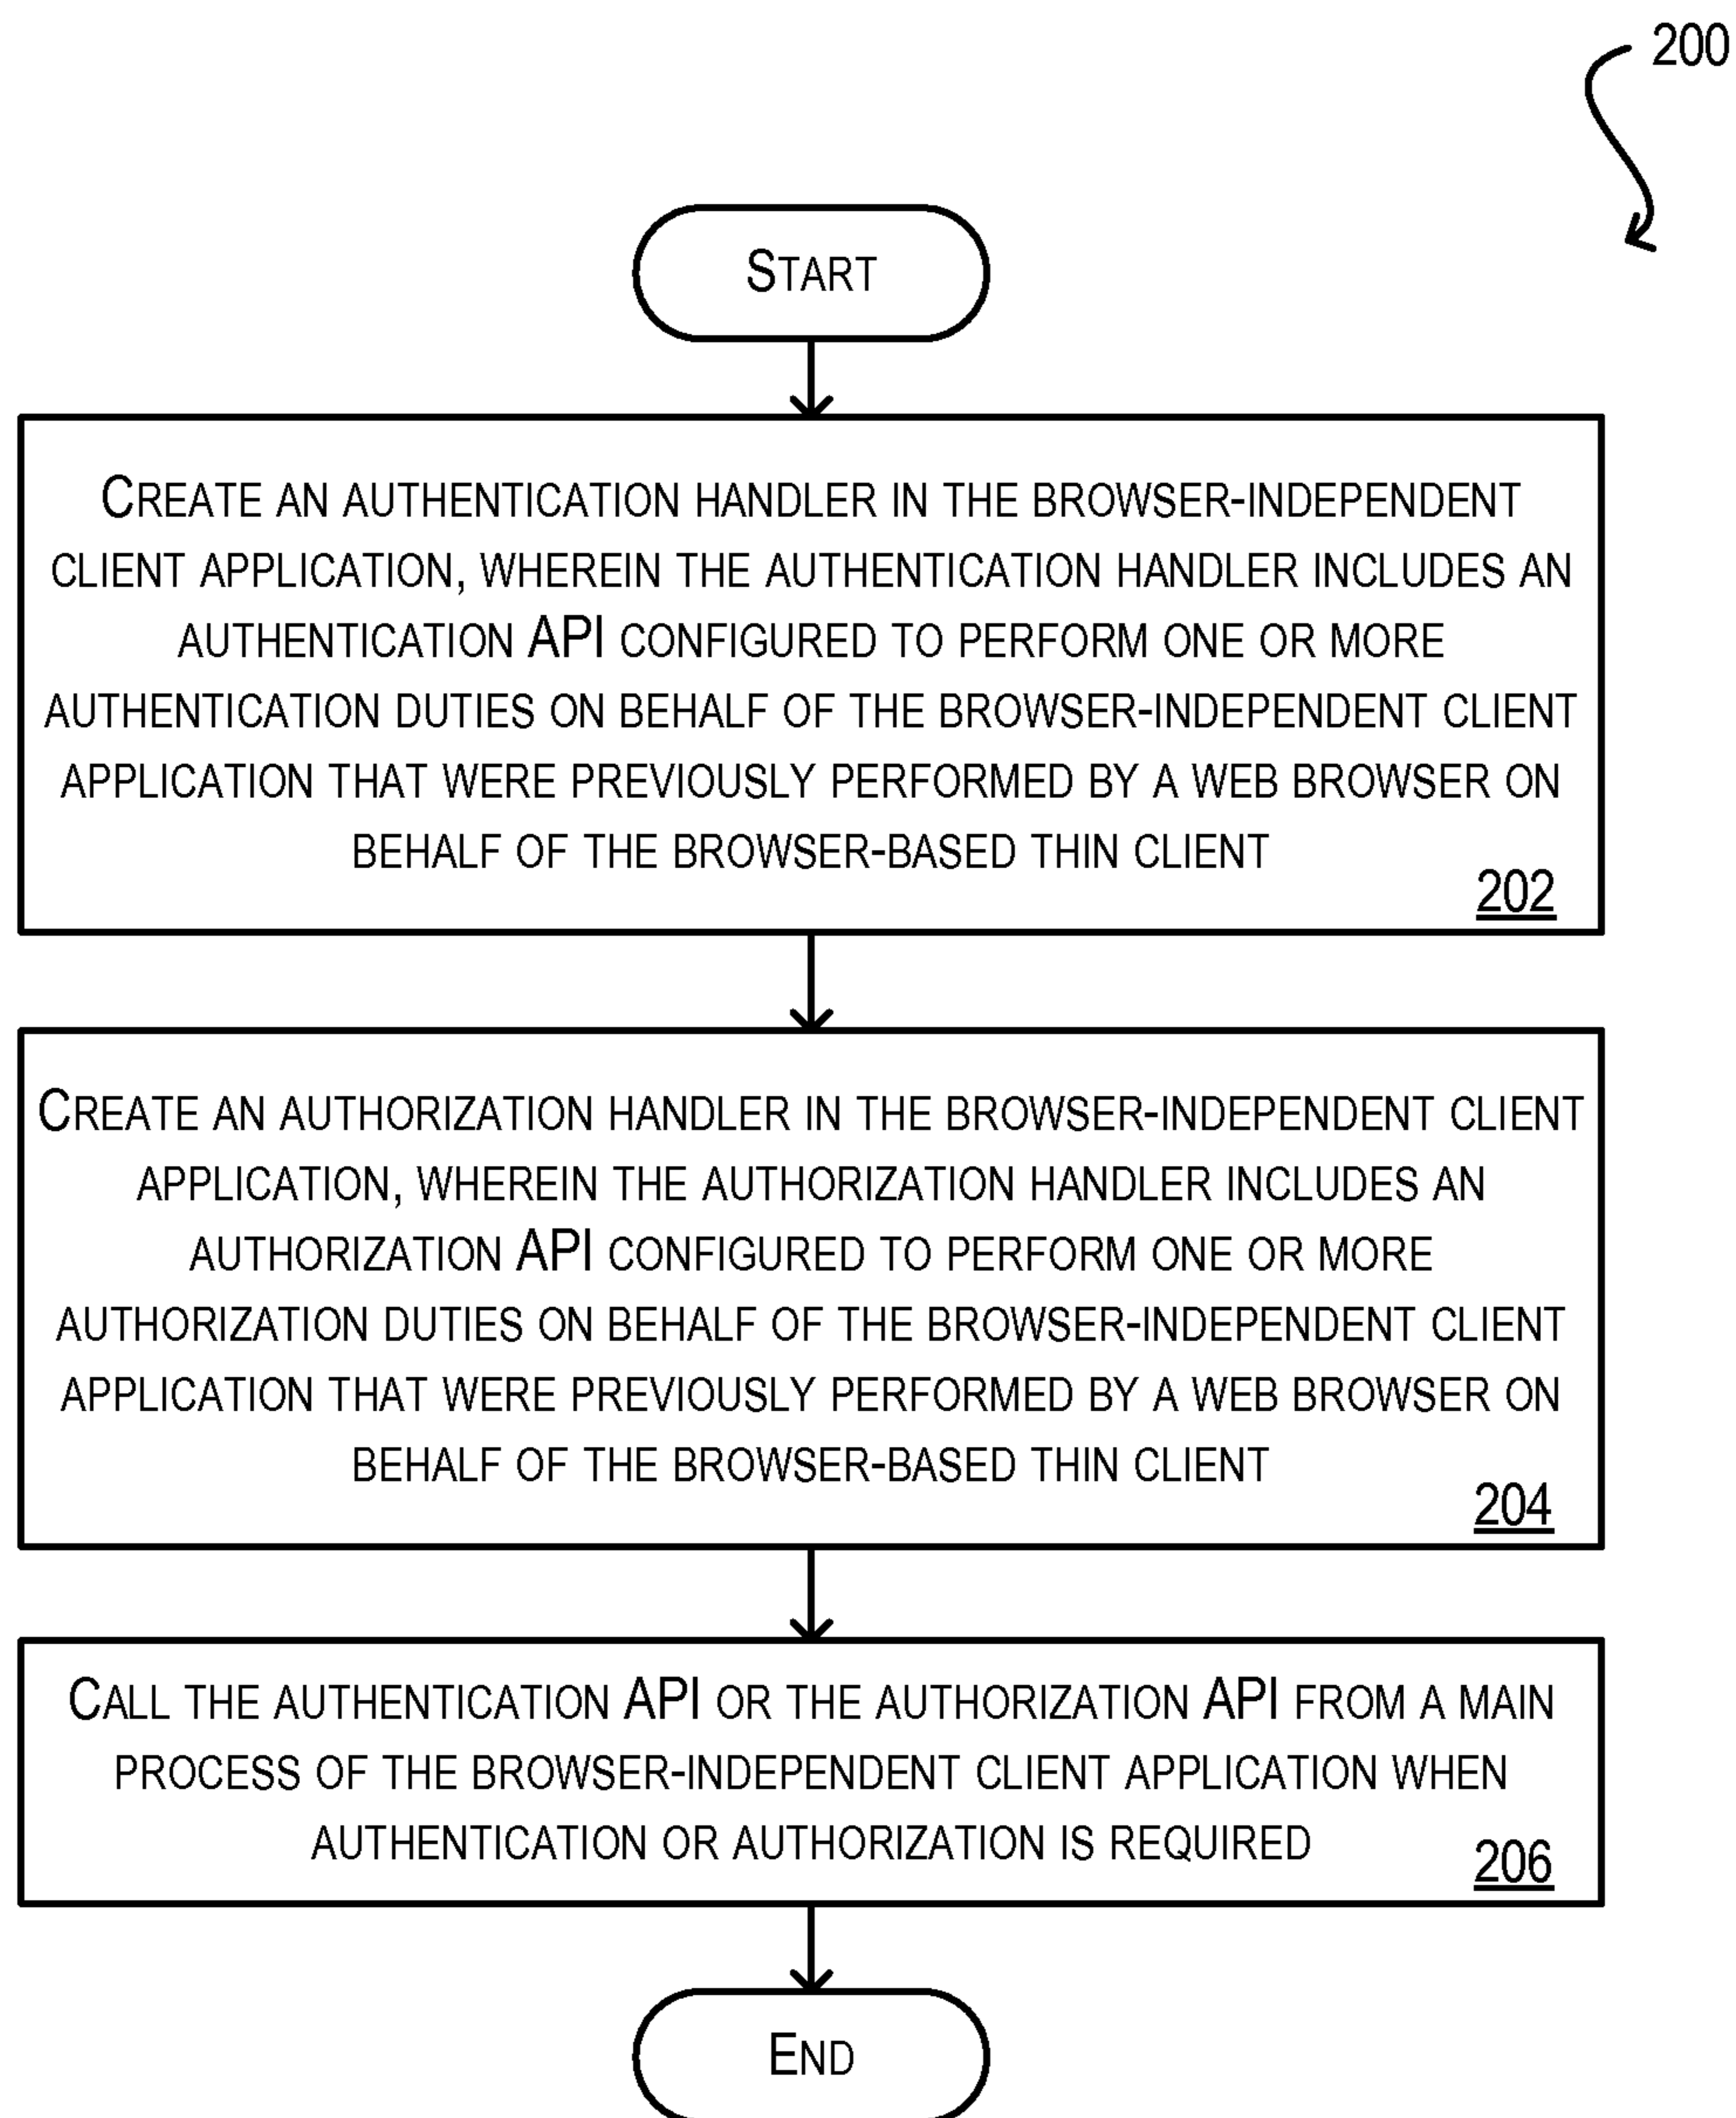 200
START
CREATE AN AUTHENTICATION HANDLER IN THE BROWSER-INDEPENDENT
CLIENT APPLICATION, WHEREIN THE AUTHENTICATION HANDLER INCLUDES AN
AUTHENTICATION API CONFIGURED TO PERFORM ONE OR MORE
AUTHENTICATION DUTIES ON BEHALF OF THE BROWSER-INDEPENDENT CLIENT
APPLICATION THAT WERE PREVIOUSLY PERFORMED BY A WEB BROWSER ON
BEHALF OF THE BROWSER-BASED THIN CLIENT
202
CREATE AN AUTHORIZATION HANDLER IN THE BROWSER-INDEPENDENT CLIENT
APPLICATION, WHEREIN THE AUTHORIZATION HANDLER INCLUDES AN
AUTHORIZATION API CONFIGURED TO PERFORM ONE OR MORE
AUTHORIZATION DUTIES ON BEHALF OF THE BROWSER-INDEPENDENT CLIENT
APPLICATION THAT WERE PREVIOUSLY PERFORMED BY A WEB BROWSER ON
BEHALF OF THE BROWSER-BASED THIN CLIENT
204
CALL THE AUTHENTICATION API OR THE AUTHORIZATION API FROM A MAIN
PROCESS OF THE BROWSER-INDEPENDENT CLIENT APPLICATION WHEN
AUTHENTICATION OR AUTHORIZATION IS REQUIRED
206
END